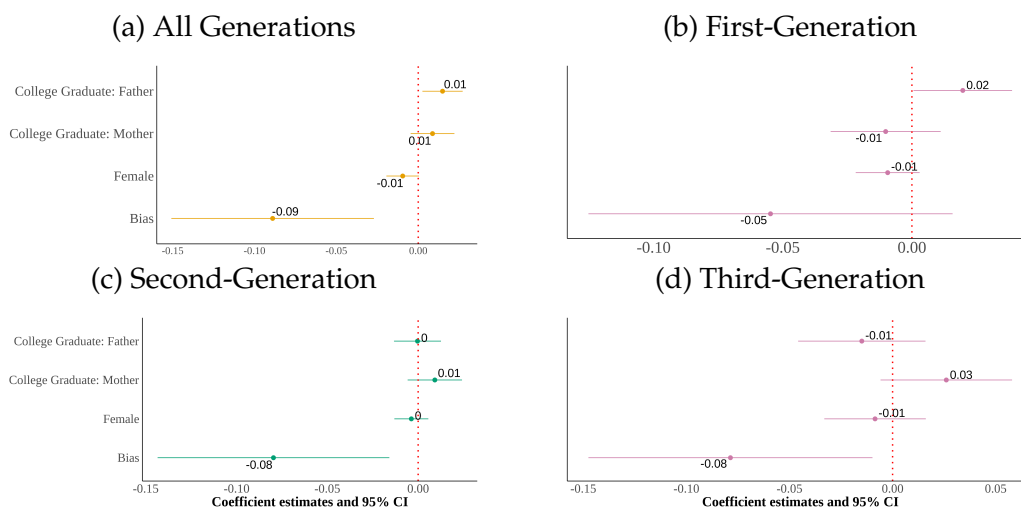 (a) All Generations
College Graduate: Father
0.01
College Graduate: Mother
0.01
Female
-0.01
Bias
-0.09
-0.15 -0.10 -0.05 0.00
(b) First-Generation
0.02
-0.01
-0.01
-0.05
-0.10 -0.05 0.00
(c) Second-Generation
College Graduate: Father
0
College Graduate: Mother
0.01
Female
0
Bias
-0.08
-0.15 -0.10 -0.05 0.00
Coefficient estimates and 95% CI
(d) Third-Generation
-0.01
0.03
-0.01
-0.08
-0.15 -0.10 -0.05 0.00 0.05
Coefficient estimates and 95% CI